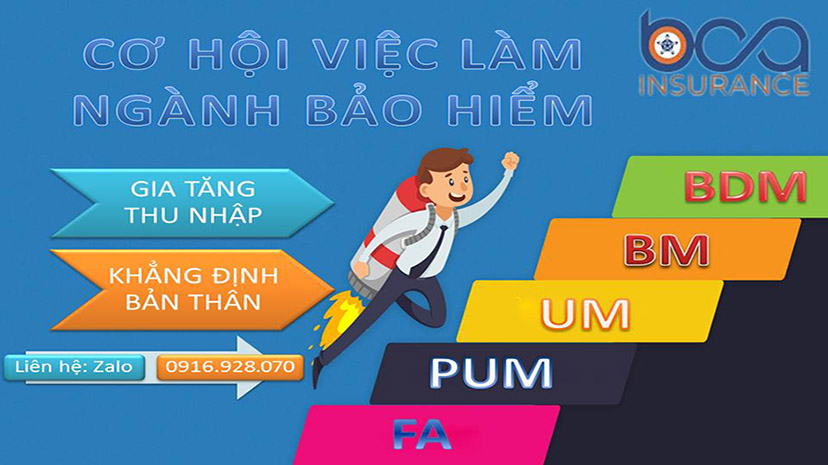 CƠ HỘI VIỆC LÀM
NGÀNH BẢO HIỂM
bca
INSURANCE
GIA TĂNG
THU NHẬP
KHẲNG ĐỊNH
BẢN THÂN
Liên hệ: Zalo
0916.928.070
BDM
BM
UM
PUM
FA